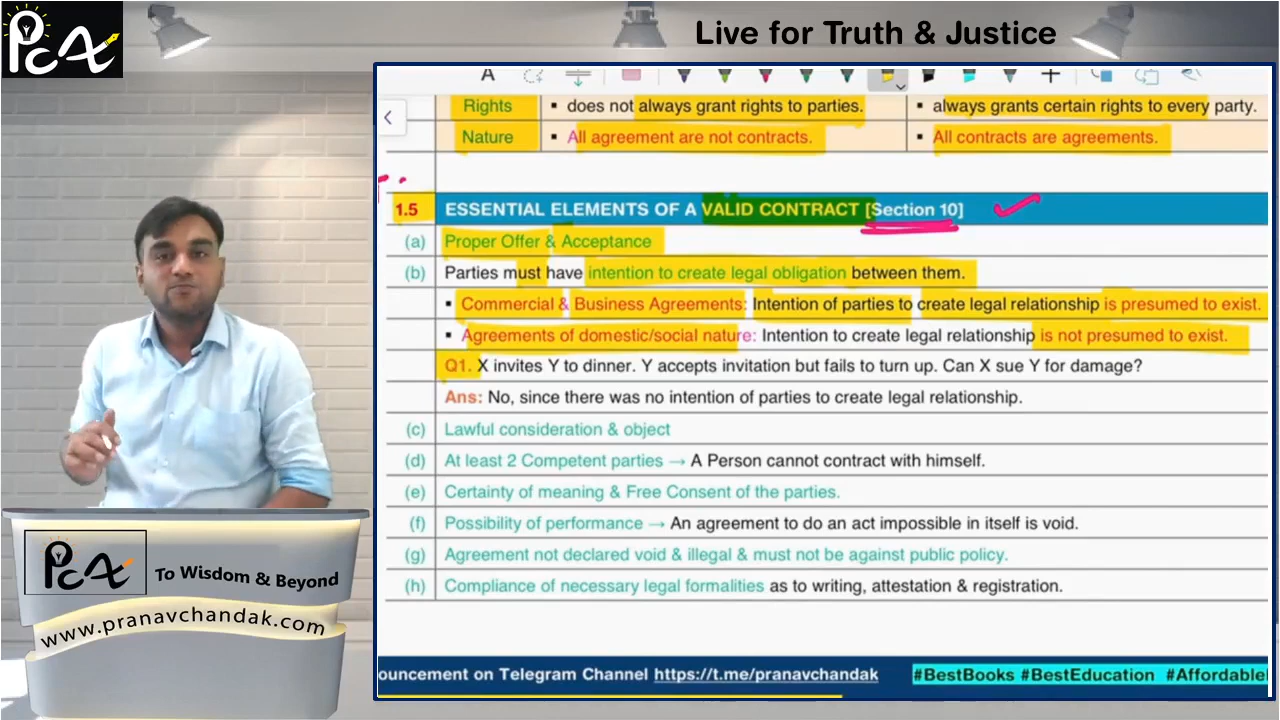 PCA
Live for Truth & Justice
A
Rights
▪ does not always grant rights to parties.
▪ always grants certain rights to every party.
Nature
▪ All agreement are not contracts.
▪ All contracts are agreements.
1.5 ESSENTIAL ELEMENTS OF A VALID CONTRACT [Section 10]
(a) Proper Offer & Acceptance
(b) Parties must have intention to create legal obligation between them.
▪ Commercial & Business Agreements: Intention of parties to create legal relationship is presumed to exist.
▪ Agreements of domestic/social nature: Intention to create legal relationship is not presumed to exist.
Q1. X invites Y to dinner. Y accepts invitation but fails to turn up. Can X sue Y for damage?
Ans: No, since there was no intention of parties to create legal relationship.
(c) Lawful consideration & object
(d) At least 2 Competent parties → A Person cannot contract with himself.
(e) Certainty of meaning & Free Consent of the parties.
(f) Possibility of performance → An agreement to do an act impossible in itself is void.
(g) Agreement not declared void & illegal & must not be against public policy.
(h) Compliance of necessary legal formalities as to writing, attestation & registration.
PCA
To Wisdom & Beyond
www.pranavchandak.com
ouncement on Telegram Channel https://t.me/pranavchandak
#BestBooks #BestEducation #Affordable